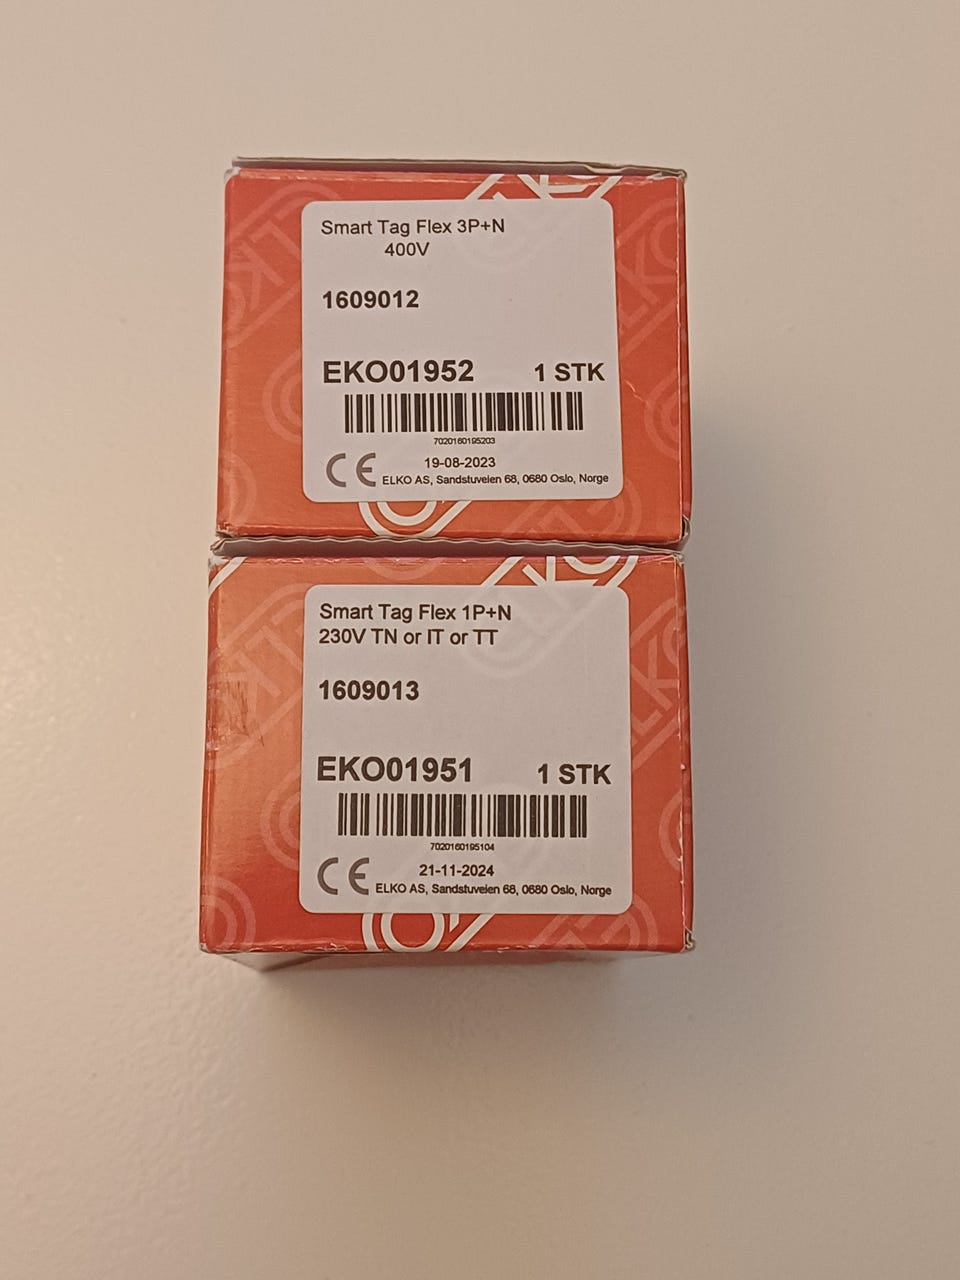 Smart Tag Flex 3P+N
400V
1609012
EKO01952 1 STK
7020160195203
19-08-2023
CE ELKO AS, Sandstuveien 68, 0680 Oslo, Norge
Smart Tag Flex 1P+N
230V TN or IT or TT
1609013
EKO01951 1 STK
7020160195104
21-11-2024
CE ELKO AS, Sandstuveien 68, 0680 Oslo, Norge